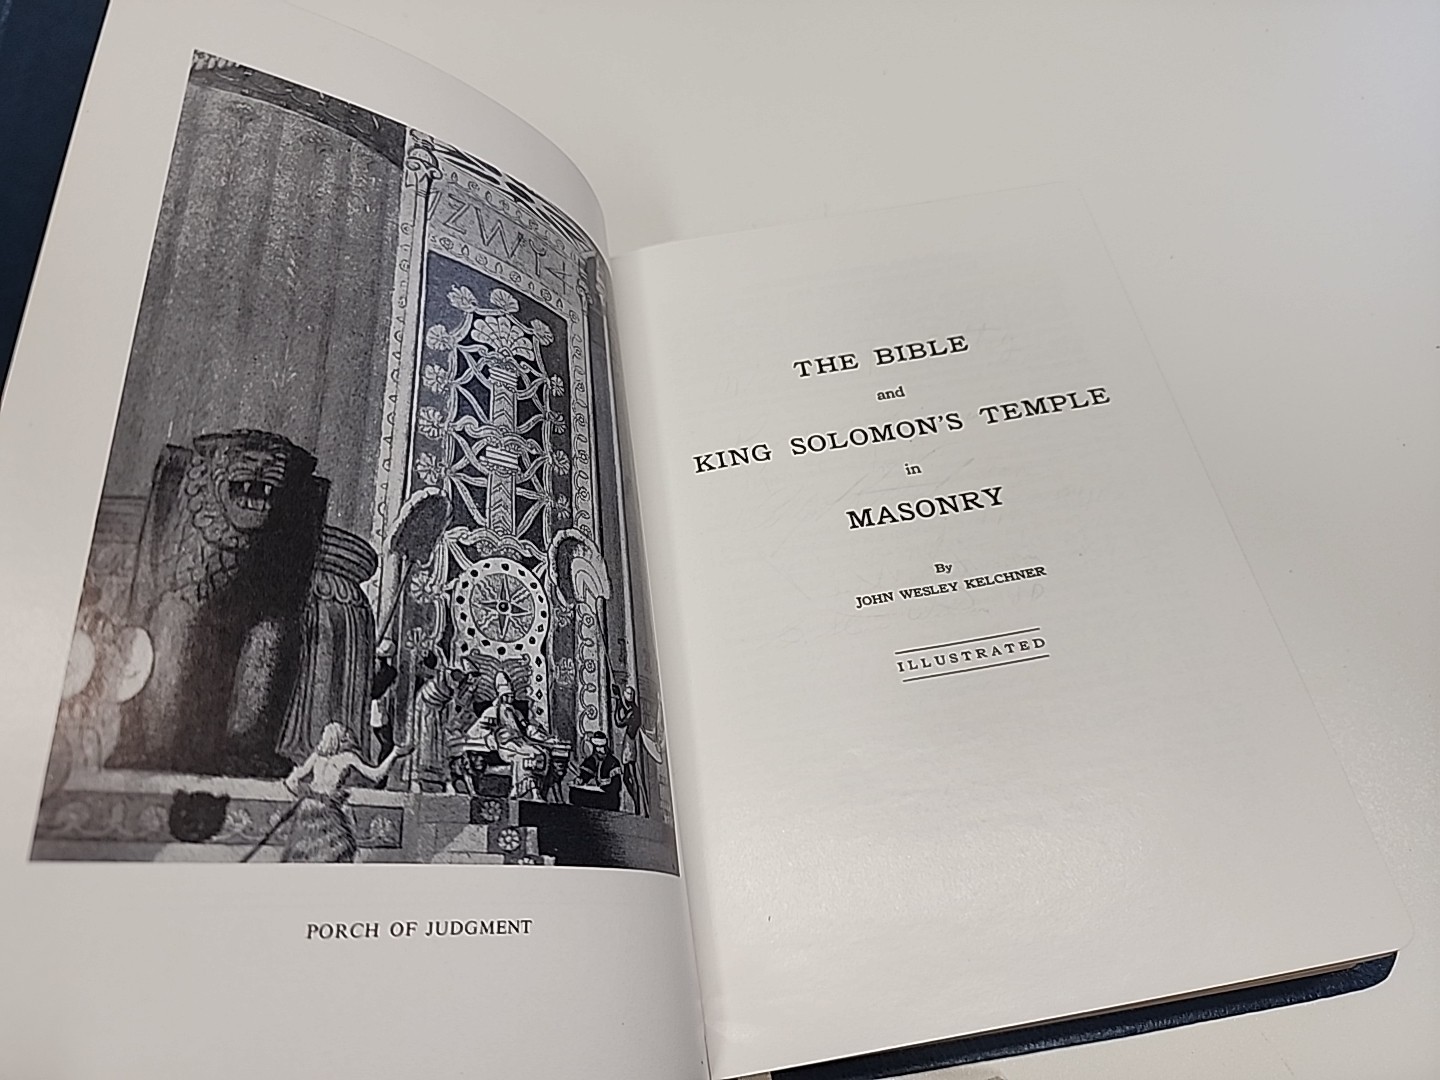 PORCH OF JUDGMENT
THE BIBLE
and
KING SOLOMON'S TEMPLE
in
MASONRY
By
JOHN WESLEY KELCHNER
ILLUSTRATED